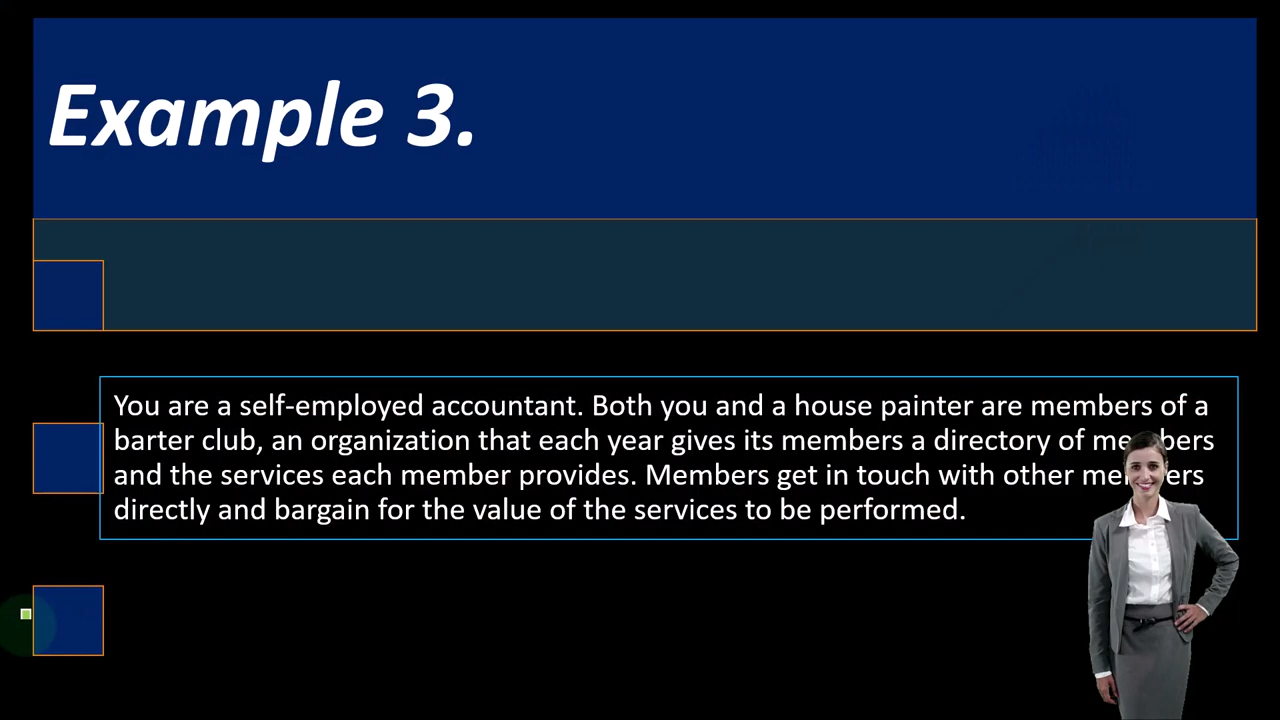 Example 3.
You are a self-employed accountant. Both you and a house painter are members of a
barter club, an organization that each year gives its members a directory of members
and the services each member provides. Members get in touch with other members
directly and bargain for the value of the services to be performed.